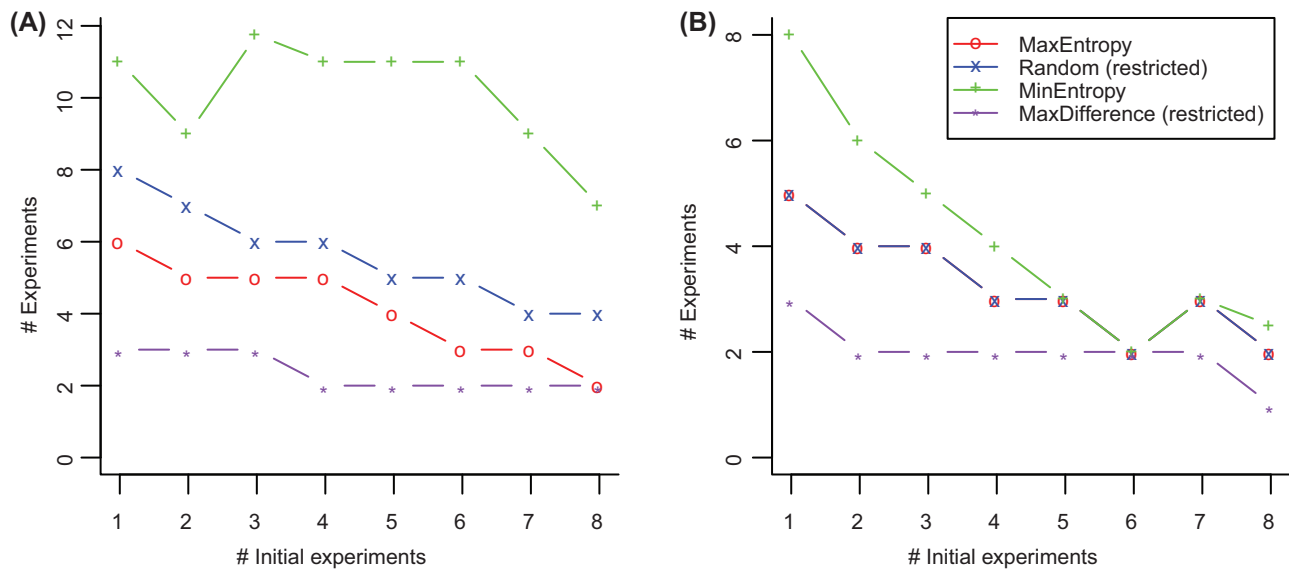 (A)
12
10
8
6
4
2
0
# Experiments
1 2 3 4 5 6 7 8
# Initial experiments
(B)
8
6
4
2
0
# Experiments
1 2 3 4 5 6 7 8
# Initial experiments
MaxEntropy
Random (restricted)
MinEntropy
MaxDifference (restricted)